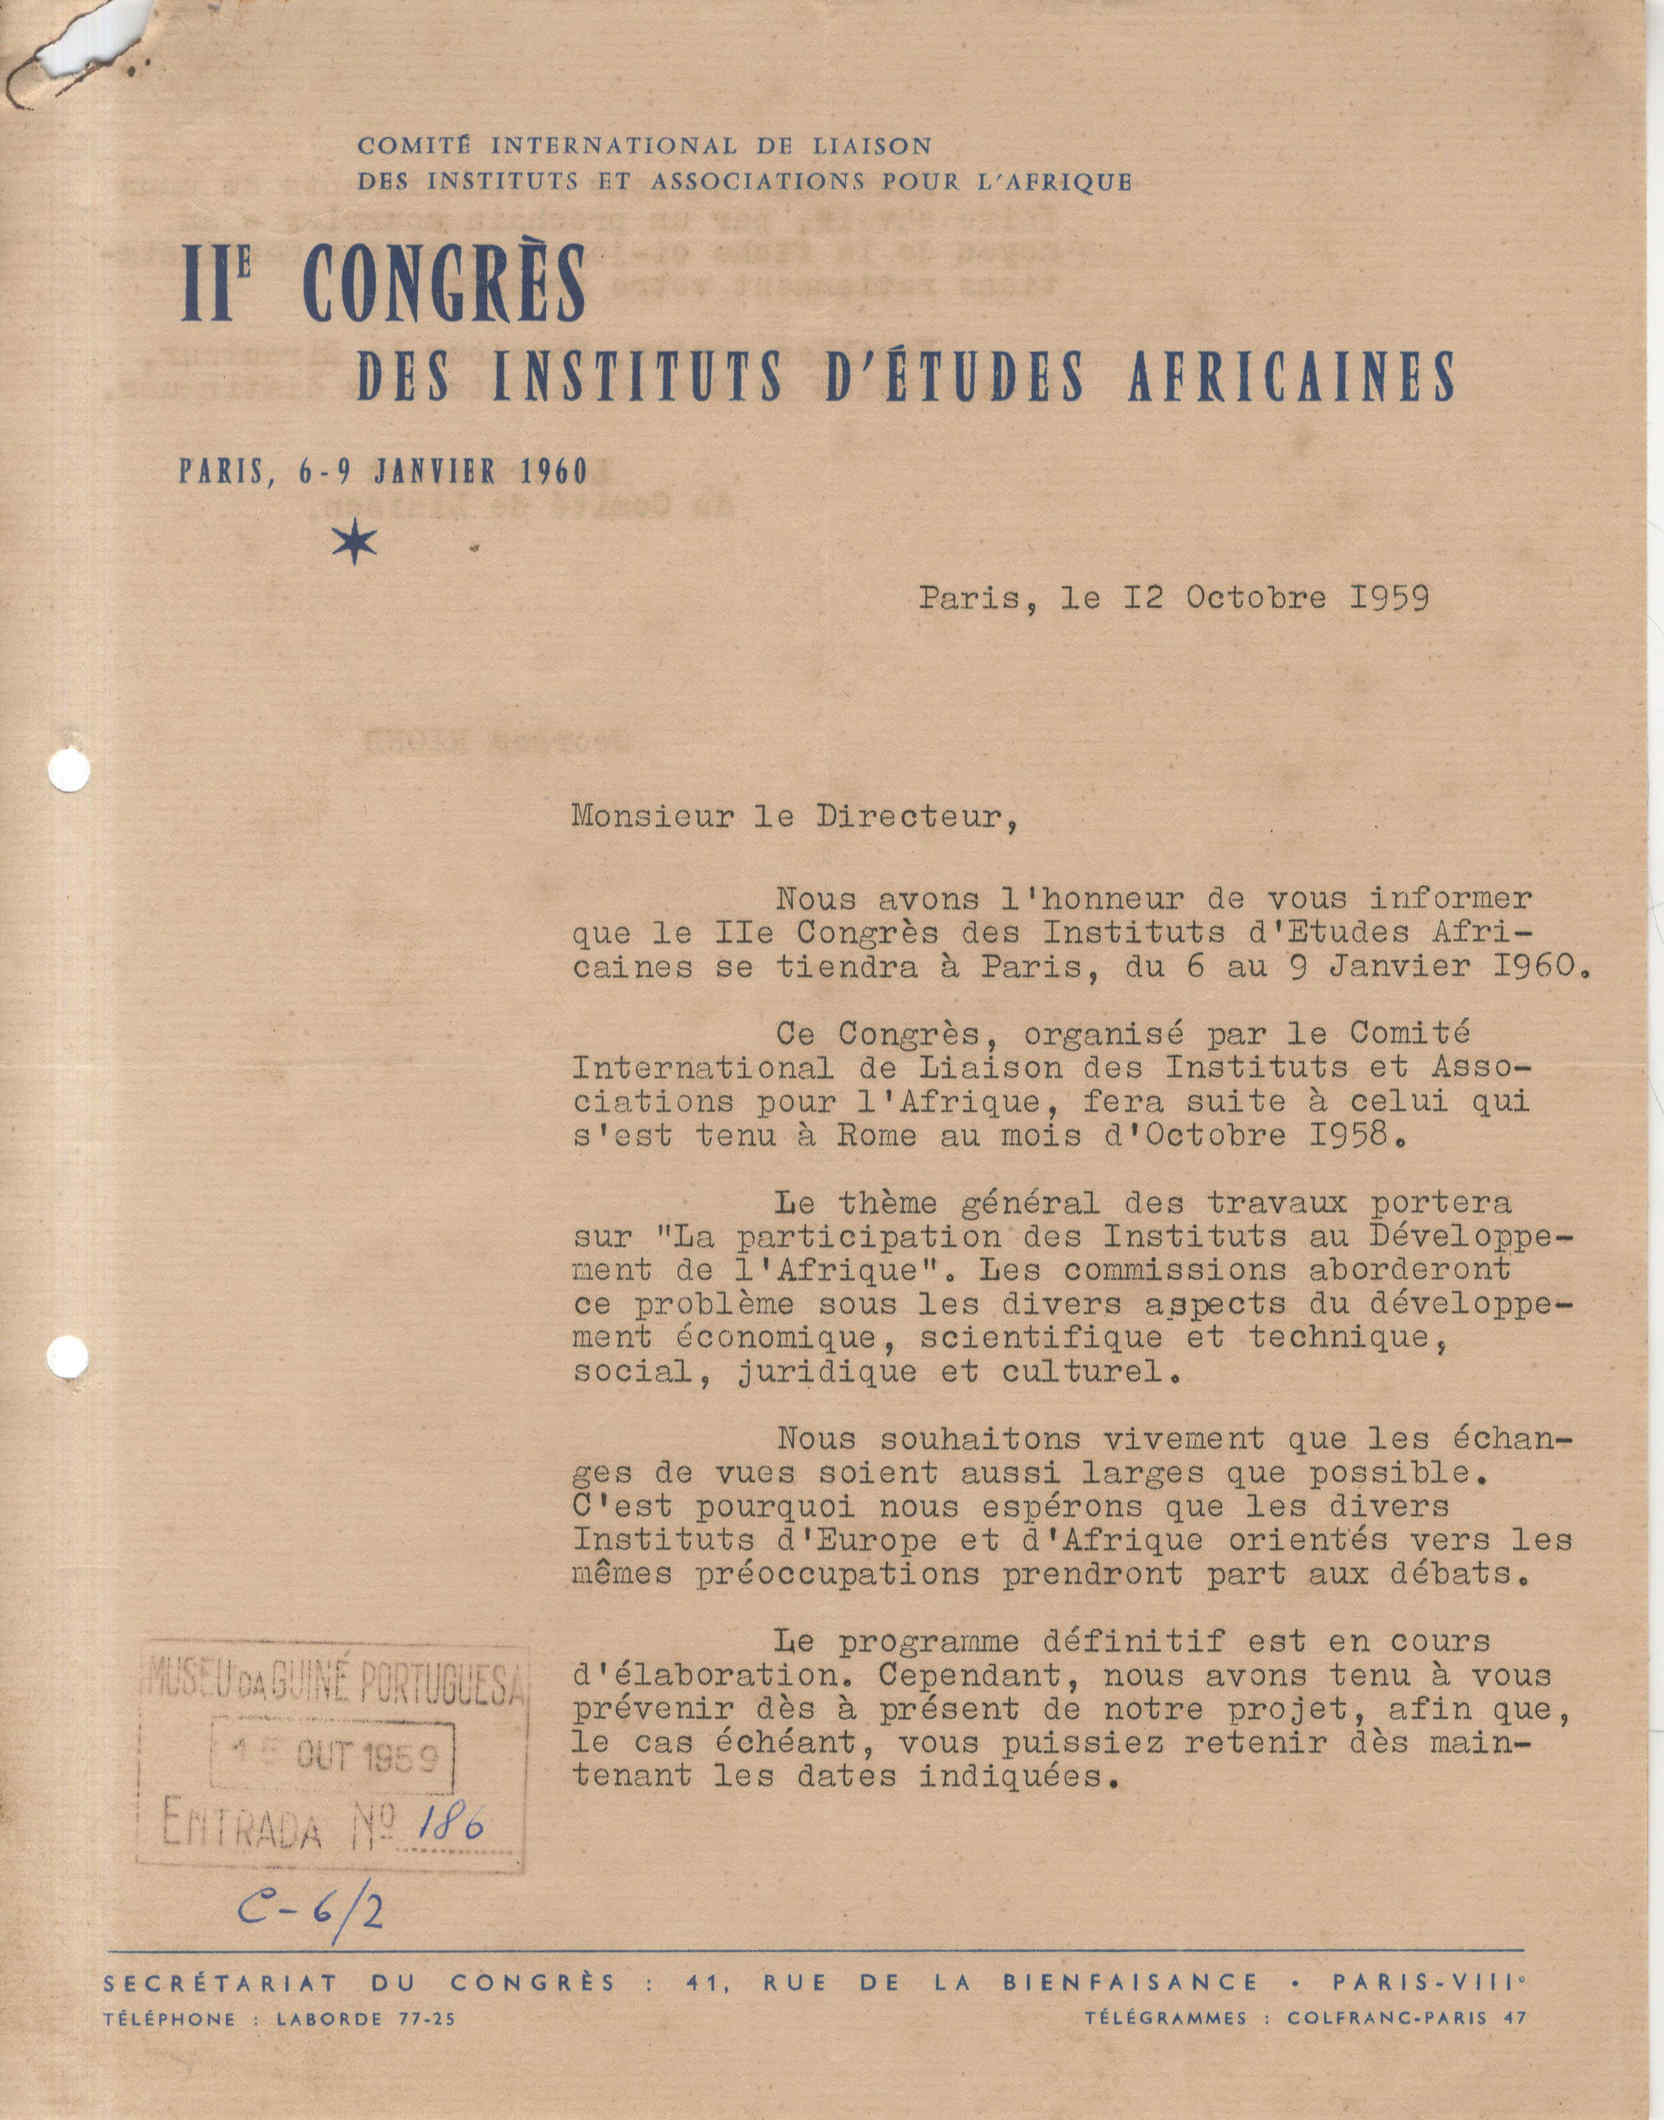 COMITÉ INTERNATIONAL DE LIAISON
DES INSTITUTS ET ASSOCIATIONS POUR L'AFRIQUE
IIE CONGRÈS
DES INSTITUTS D'ÉTUDES AFRICAINES
PARIS, 6-9 JANVIER 1960
Paris, le I2 Octobre I959
Monsieur le Directeur,
Nous avons l'honneur de vous informer
que le IIe Congrès des Instituts d'Etudes Afri-
caines se tiendra à Paris, du 6 au 9 Janvier I960.
Ce Congrès, organisé par le Comité
International de Liaison des Instituts et Asso-
ciations pour l'Afrique, fera suite à celui qui
s'est tenu à Rome au mois d'Octobre I958.
Le thème général des travaux portera
sur "La participation des Instituts au Développe-
ment de l'Afrique". Les commissions aborderont
ce problème sous les divers aspects du développe-
ment économique, scientifique et technique,
social, juridique et culturel.
Nous souhaitons vivement que les échan-
ges de vues soient aussi larges que possible.
C'est pourquoi nous espérons que les divers
Instituts d'Europe et d'Afrique orientés vers les
mêmes préoccupations prendront part aux débats.
Le programme définitif est en cours
d'élaboration. Cependant, nous avons tenu à vous
prévenir dès à présent de notre projet, afin que,
le cas échéant, vous puissiez retenir dès main-
tenant les dates indiquées.
MUSEU DA GUINÉ PORTUGUESA
OUT 1959
ENTRADA Nº 186
C-6/2
SECRÉTARIAT DU CONGRÈS : 41, RUE DE LA BIENFAISANCE • PARIS-VIIIe
TÉLÉPHONE : LABORDE 77-25 TÉLÉGRAMMES : COLFRANC-PARIS 47